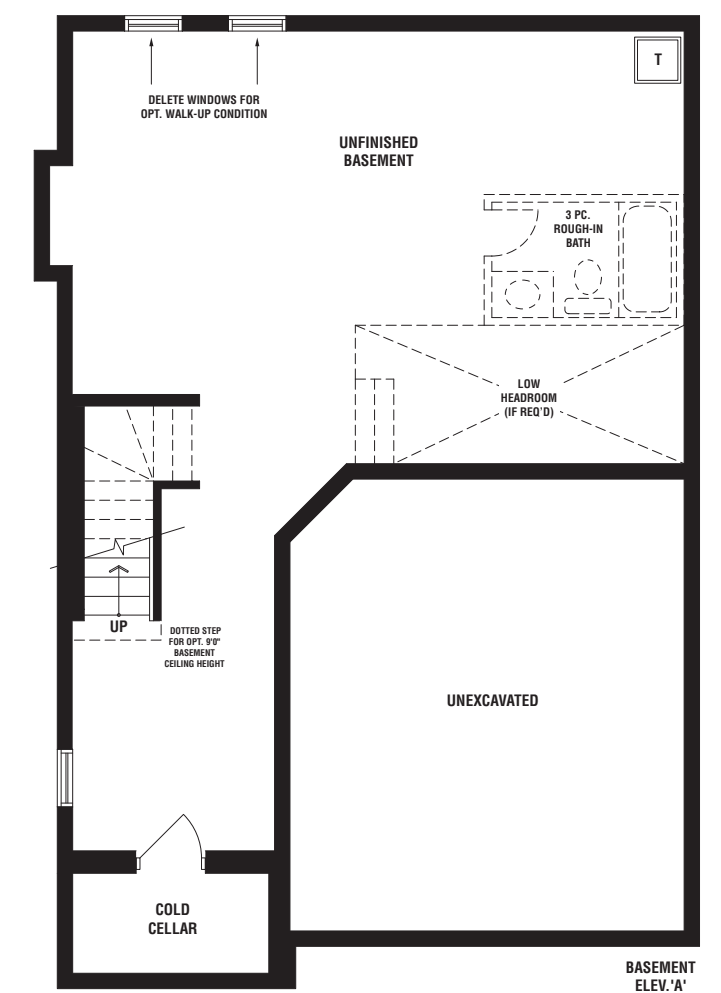 T
DELETE WINDOWS FOR
OPT. WALK-UP CONDITION
UNFINISHED
BASEMENT
3 PC.
ROUGH-IN
BATH
LOW
HEADROOM
(IF REQ'D)
UP
DOTTED STEP
FOR OPT. 9'0"
BASEMENT
CEILING HEIGHT
UNEXCAVATED
COLD
CELLAR
BASEMENT
ELEV.'A'